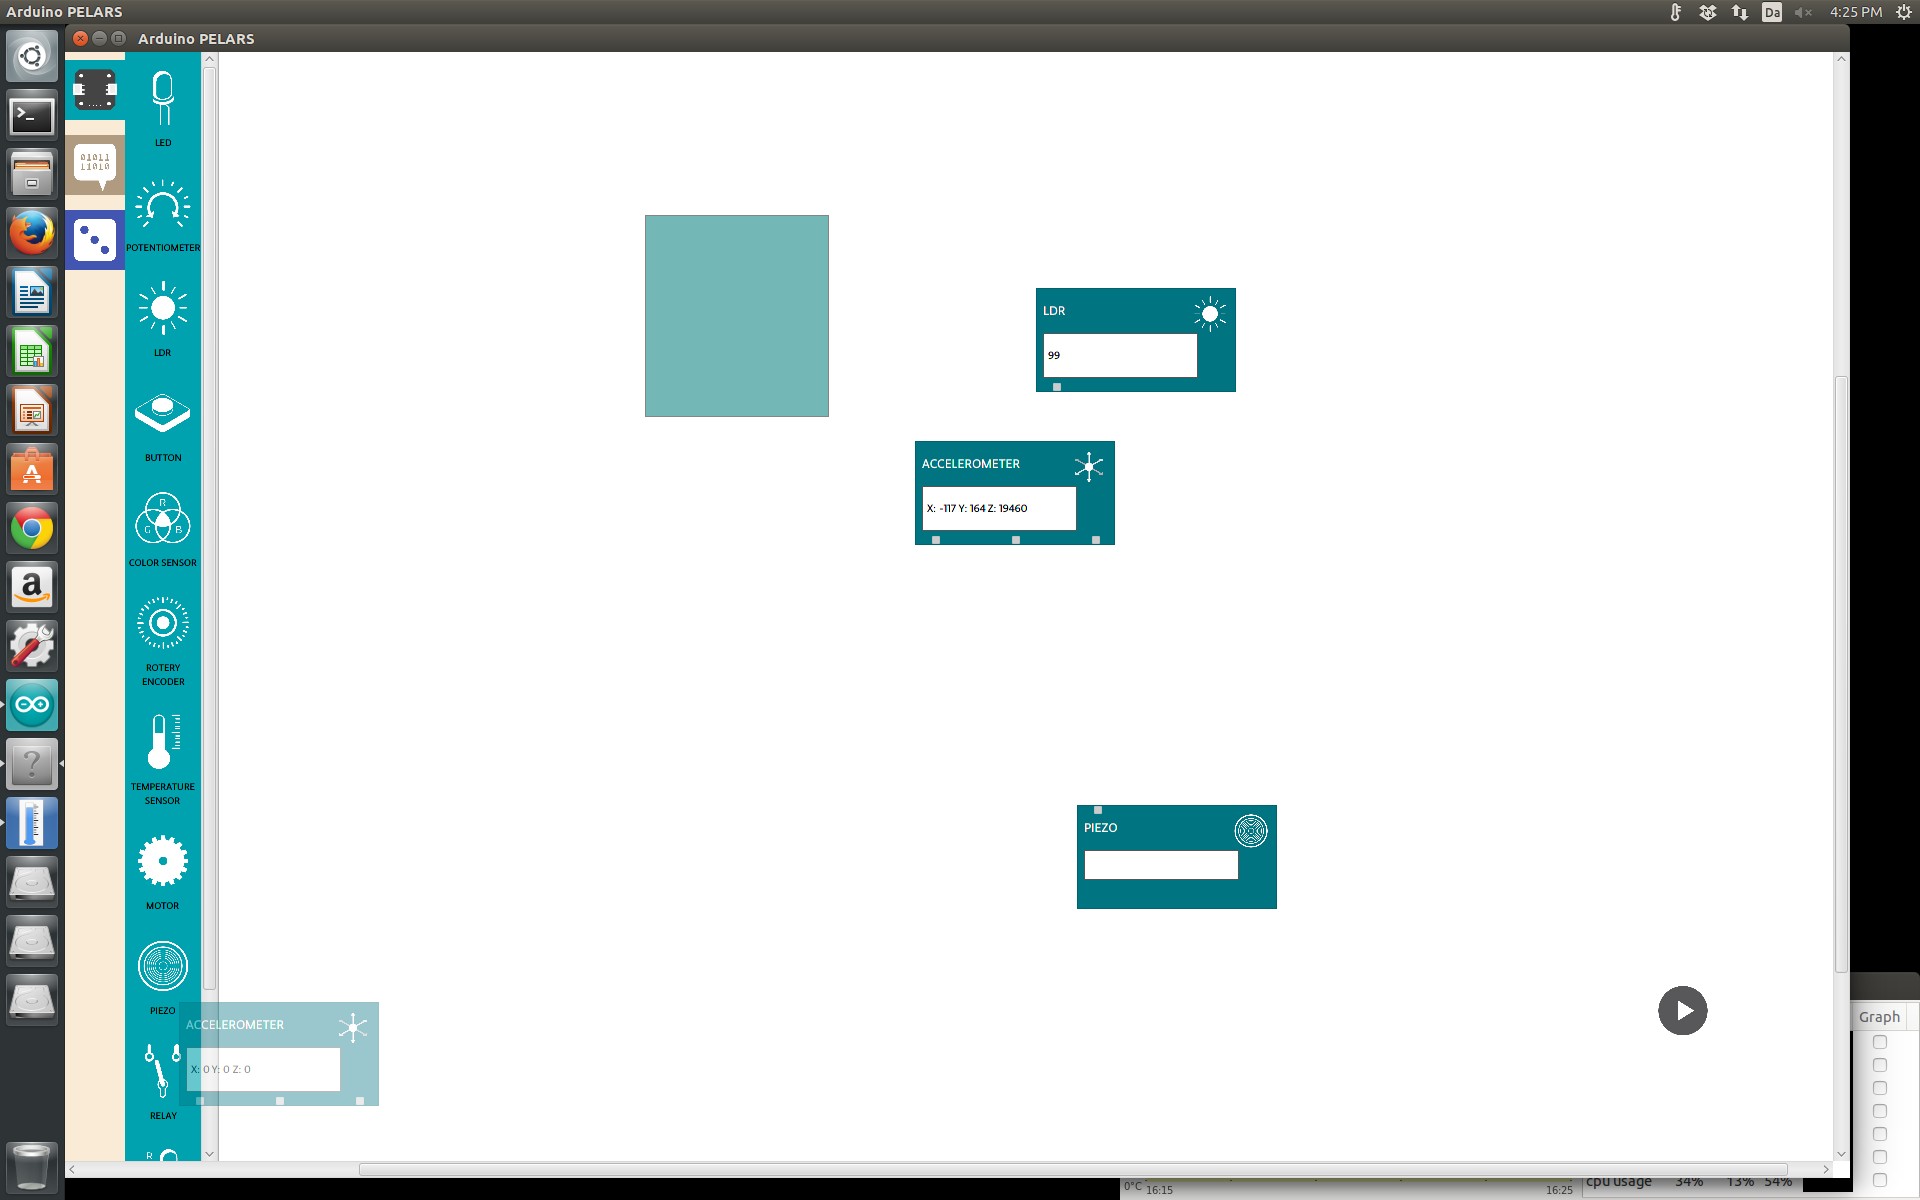 Arduino PELARS
Da
4:25 PM
Arduino PELARS
01011
11010
LED
POTENTIOMETER
LDR
BUTTON
R
G B
COLOR SENSOR
ROTERY
ENCODER
TEMPERATURE
SENSOR
MOTOR
PIEZO
RELAY
R
LDR
99
ACCELEROMETER
X: -117 Y: 164 Z: 19460
PIEZO
ACCELEROMETER
X: 0 Y: 0 Z: 0
Graph
0°C
16:15
16:25
cpu usage 34% 13% 54%